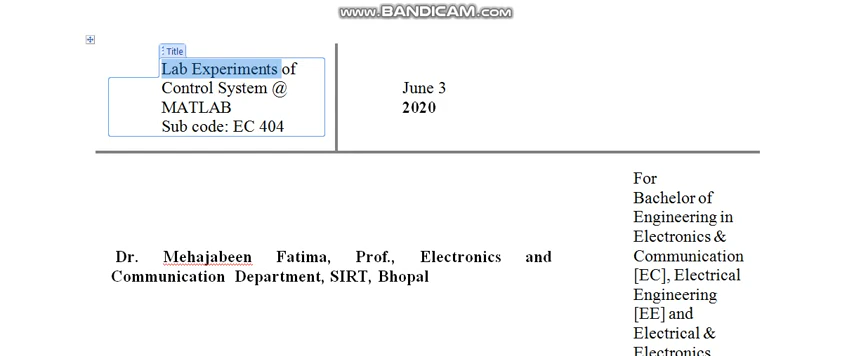 www.BANDICAM.com
Title
Lab Experiments of
Control System @
MATLAB
Sub code: EC 404
June 3
2020
For
Bachelor of
Engineering in
Electronics &
Communication
[EC], Electrical
Engineering
[EE] and
Electrical &
Electronics
Dr. Mehajabeen Fatima, Prof., Electronics and
Communication Department, SIRT, Bhopal